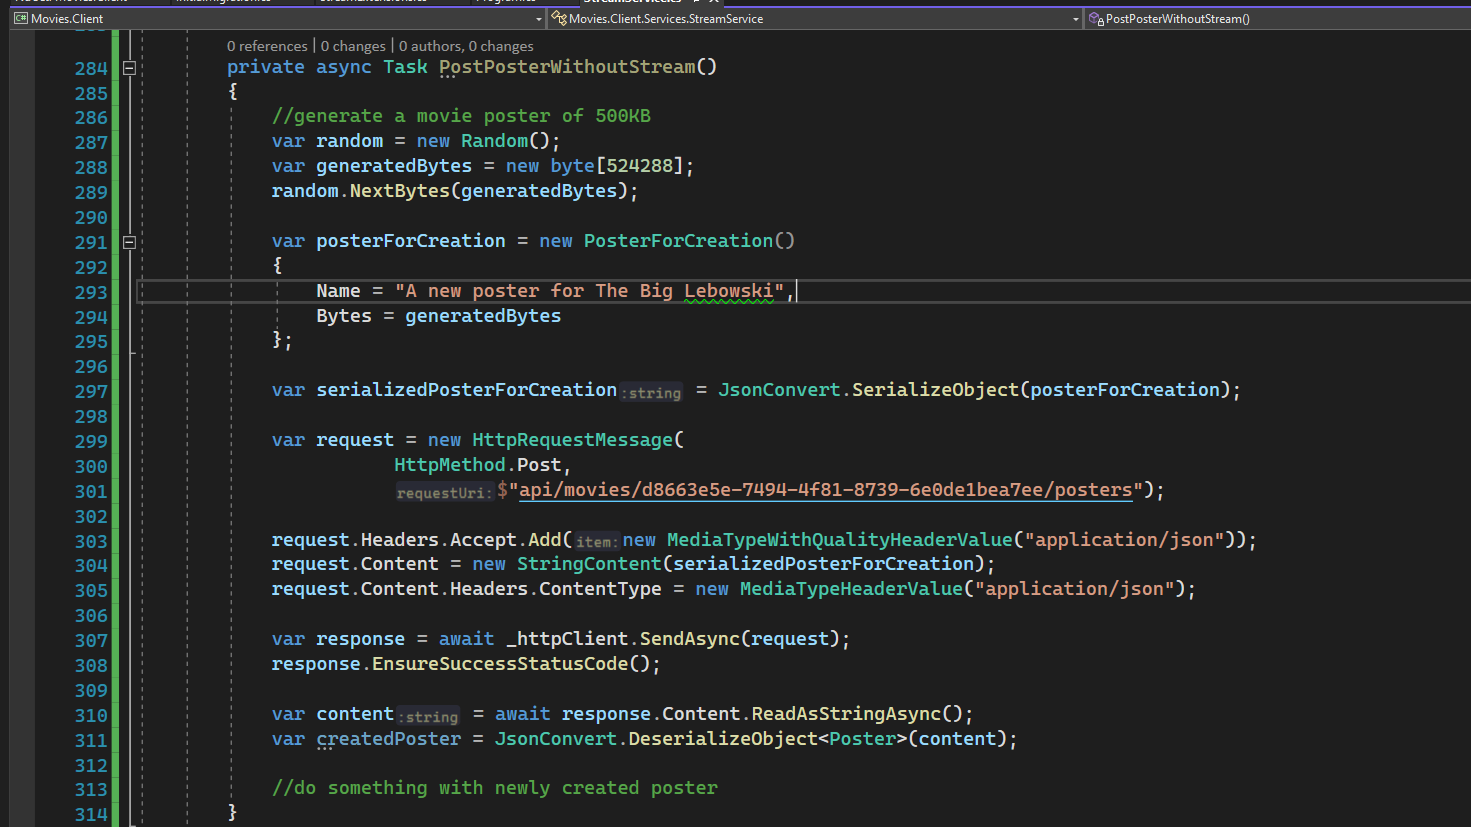 Movies.Client Movies.Client.Services.StreamService PostPosterWithoutStream()
0 references | 0 changes | 0 authors, 0 changes
284 private async Task PostPosterWithoutStream()
285 {
286 //generate a movie poster of 500KB
287 var random = new Random();
288 var generatedBytes = new byte[524288];
289 random.NextBytes(generatedBytes);
290
291 var posterForCreation = new PosterForCreation()
292 {
293 Name = "A new poster for The Big Lebowski",
294 Bytes = generatedBytes
295 };
296
297 var serializedPosterForCreation :string = JsonConvert.SerializeObject(posterForCreation);
298
299 var request = new HttpRequestMessage(
300 HttpMethod.Post,
301 requestUri: $"api/movies/d8663e5e-7494-4f81-8739-6e0de1bea7ee/posters");
302
303 request.Headers.Accept.Add( item: new MediaTypeWithQualityHeaderValue("application/json"));
304 request.Content = new StringContent(serializedPosterForCreation);
305 request.Content.Headers.ContentType = new MediaTypeHeaderValue("application/json");
306
307 var response = await _httpClient.SendAsync(request);
308 response.EnsureSuccessStatusCode();
309
310 var content :string = await response.Content.ReadAsStringAsync();
311 var createdPoster = JsonConvert.DeserializeObject<Poster>(content);
312
313 //do something with newly created poster
314 }